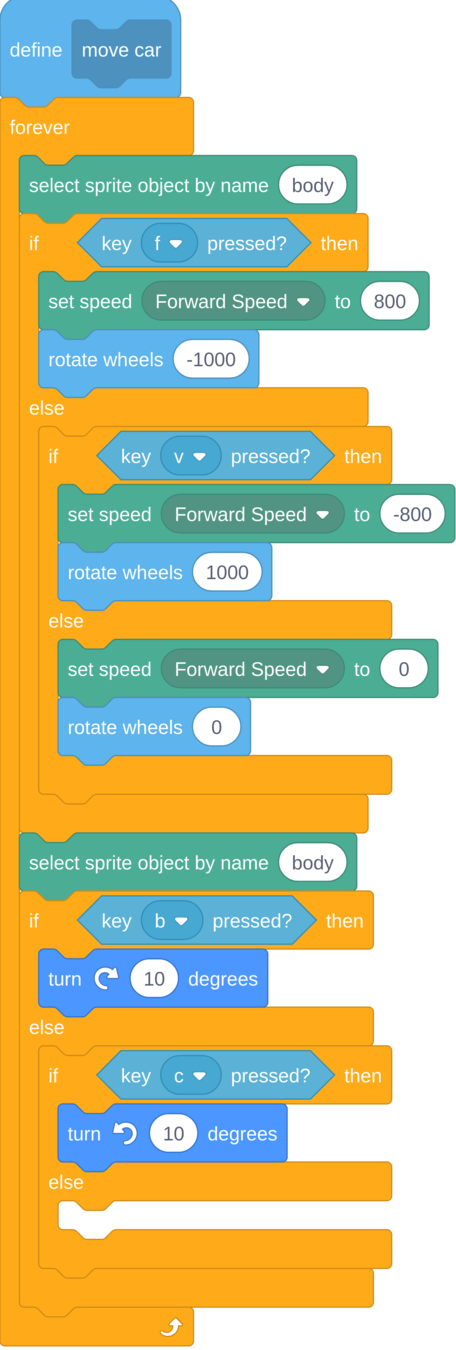 define move car
forever
select sprite object by name body
if key f pressed? then
set speed Forward Speed to 800
rotate wheels -1000
else
if key v pressed? then
set speed Forward Speed to -800
rotate wheels 1000
else
set speed Forward Speed to 0
rotate wheels 0
select sprite object by name body
if key b pressed? then
turn 10 degrees
else
if key c pressed? then
turn 10 degrees
else